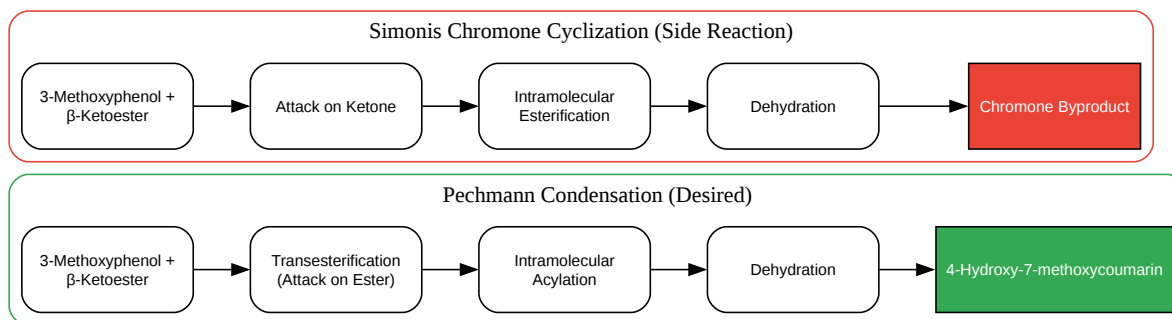 Simonis Chromone Cyclization (Side Reaction)
3-Methoxyphenol +
β-Ketoester
Attack on Ketone
Intramolecular
Esterification
Dehydration
Chromone Byproduct
Pechmann Condensation (Desired)
3-Methoxyphenol +
β-Ketoester
Transesterification
(Attack on Ester)
Intramolecular
Acylation
Dehydration
4-Hydroxy-7-methoxycoumarin